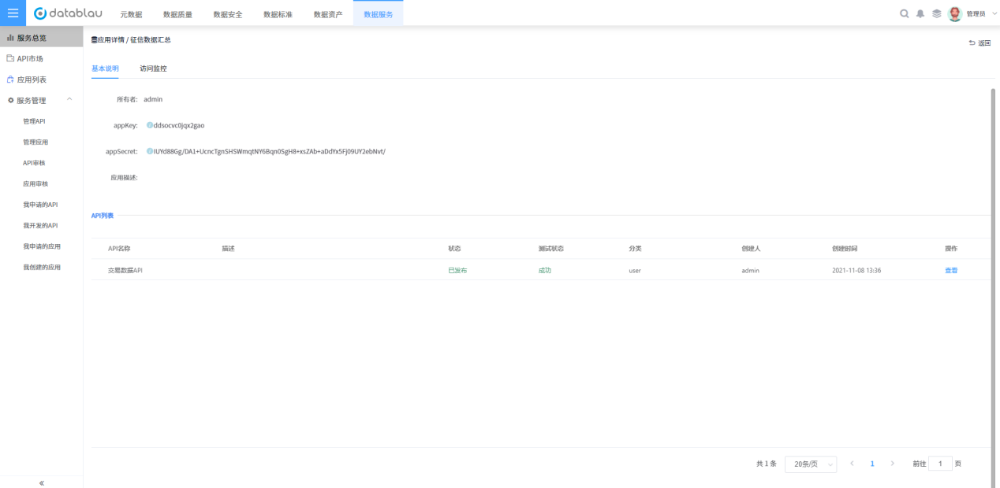 datablau 元数据 数据质量 数据安全 数据标准 数据资产 数据服务 管理员
服务总览
API市场
应用列表
服务管理
管理API
管理应用
API审核
应用审核
我申请的API
我开发的API
我申请的应用
我创建的应用
应用详情 / 征信数据汇总
返回
基本说明 访问监控
所有者: admin
appKey: ddsocvc0jqx2gao
appSecret: IUYd88Gg/DA1+UcncTgnSHSWmqtNY6Bqn0SgH8+xsZAb+aDdYx5Fj09UY2ebNvt/
应用描述:
API列表
API名称 描述 状态 测试状态 分类 创建人 创建时间 操作
交易数据API 已发布 成功 user admin 2021-11-08 13:36 查看
共 1 条 20条/页 1 前往 1 页